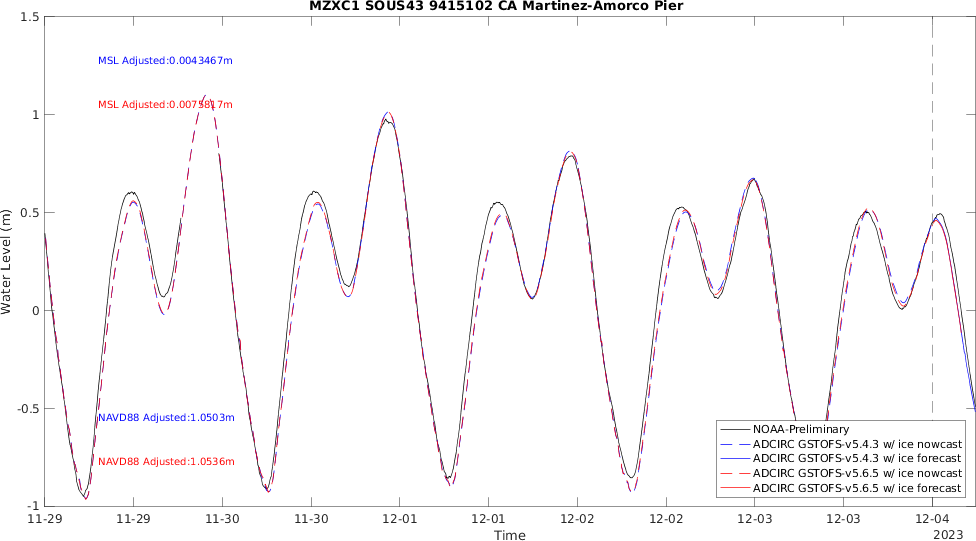 MZXC1 SOUS43 9415102 CA Martinez-Amorco Pier
1.5
1
0.5
0
-0.5
-1
Water Level (m)
MSL Adjusted:0.0043467m
MSL Adjusted:0.0075817m
NAVD88 Adjusted:1.0503m
NAVD88 Adjusted:1.0536m
NOAA-Preliminary
ADCIRC GSTOFS-v5.4.3 w/ ice nowcast
ADCIRC GSTOFS-v5.4.3 w/ ice forecast
ADCIRC GSTOFS-v5.6.5 w/ ice nowcast
ADCIRC GSTOFS-v5.6.5 w/ ice forecast
11-29 11-29 11-30 11-30 12-01 12-01 12-02 12-02 12-03 12-03 12-04
2023
Time